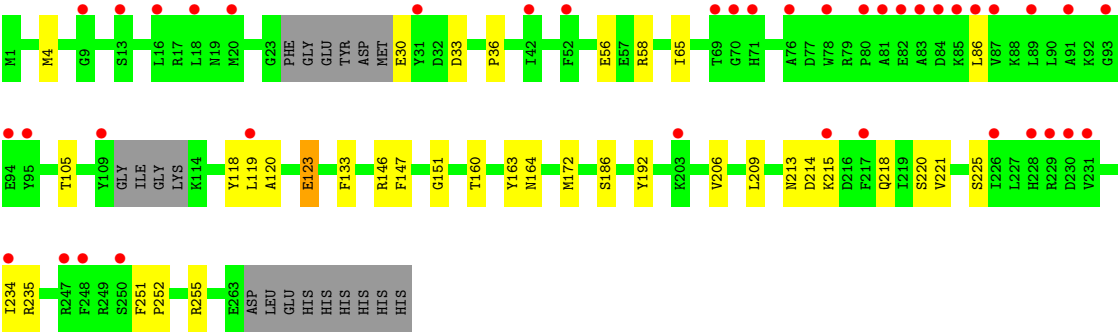 M1 M4 G9 S13 L16 R17 L18 N19 M20 G23 PHE GLY GLU TYR ASP MET E30 Y31 D32 D33 P36 I42 F52 E56 E57 R58 I65 T69 G70 H71 A76 D77 W78 R79 P80 A81 E82 A83 D84 K85 L86 V87 K88 L89 L90 A91 K92 G93
E94 Y95 T105 Y109 GLY ILE GLY LYS K114 Y118 L119 A120 E123 F133 R146 F147 G151 T160 Y163 N164 M172 S186 Y192 K203 V206 L209 N213 D214 K215 D216 F217 Q218 I219 S220 V221 S225 I226 L227 H228 R229 D230 V231
I234 R235 R247 F248 R249 S250 F251 P252 R255 E263 ASP LEU GLU HIS HIS HIS HIS HIS HIS